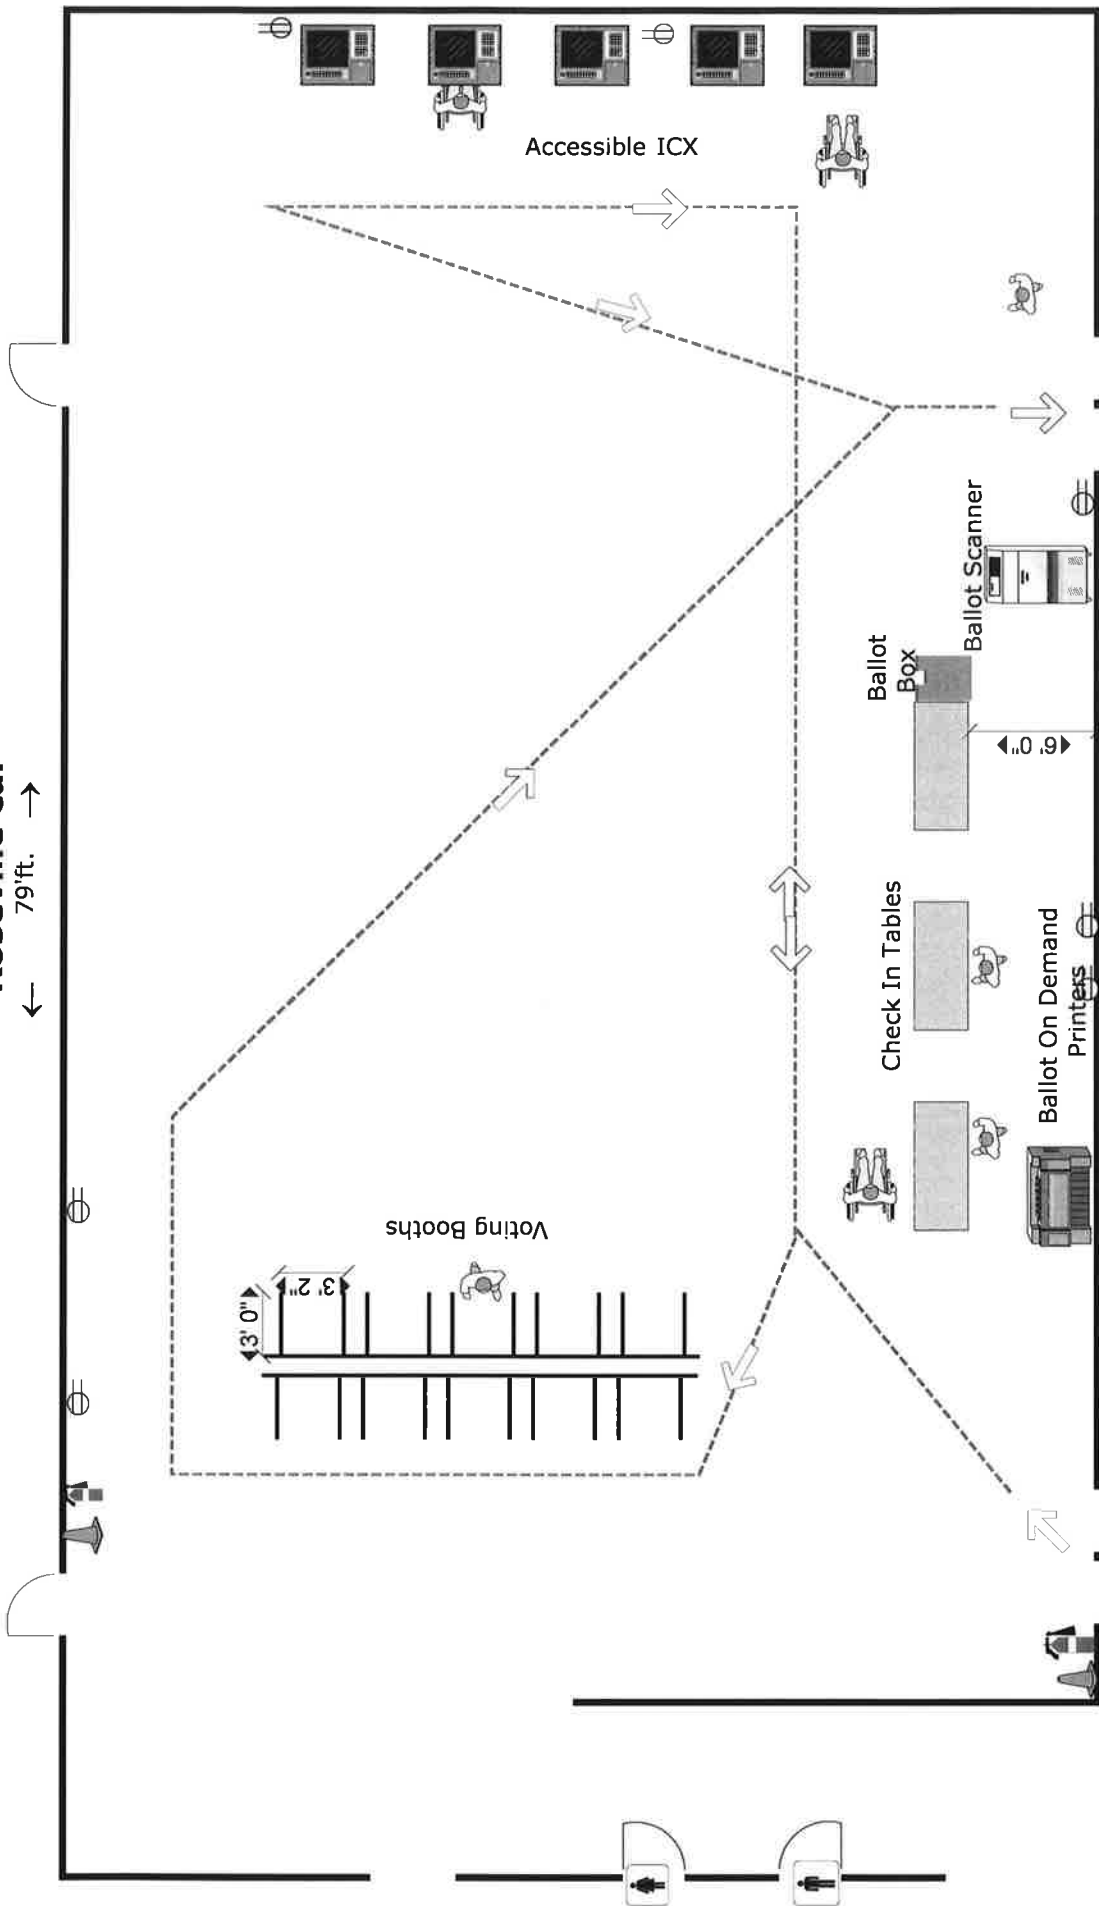 79'ft.
Accessible ICX
Ballot Scanner
Ballot
Box
6' 0"
Check In Tables
Ballot On Demand
Printers
Voting Booths
3' 2"
3' 0"